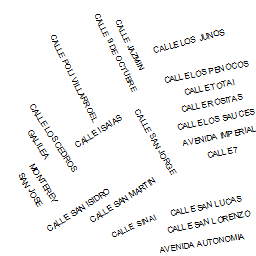 CALLE JAZMIN
CALLE 9 DE OCTUBRE
CALLE LOS JUNOS
CALLE POLI VILLARROEL
CALLE LOS PENOCOS
CALLE TOTAI
CALLE ROSITAS
CALLE LOS SAUCES
AVENIDA IMPERIAL
CALLE 7
CALLE SAN JORGE
CALLE ISAIAS
CALLE LOS CEDROS
GALILEA
MONTERREY
SAN JOSE
CALLE SAN ISIDRO
CALLE SAN MARTIN
CALLE SINAI
CALLE SAN LUCAS
CALLE SAN LORENZO
AVENIDA AUTONOMIA